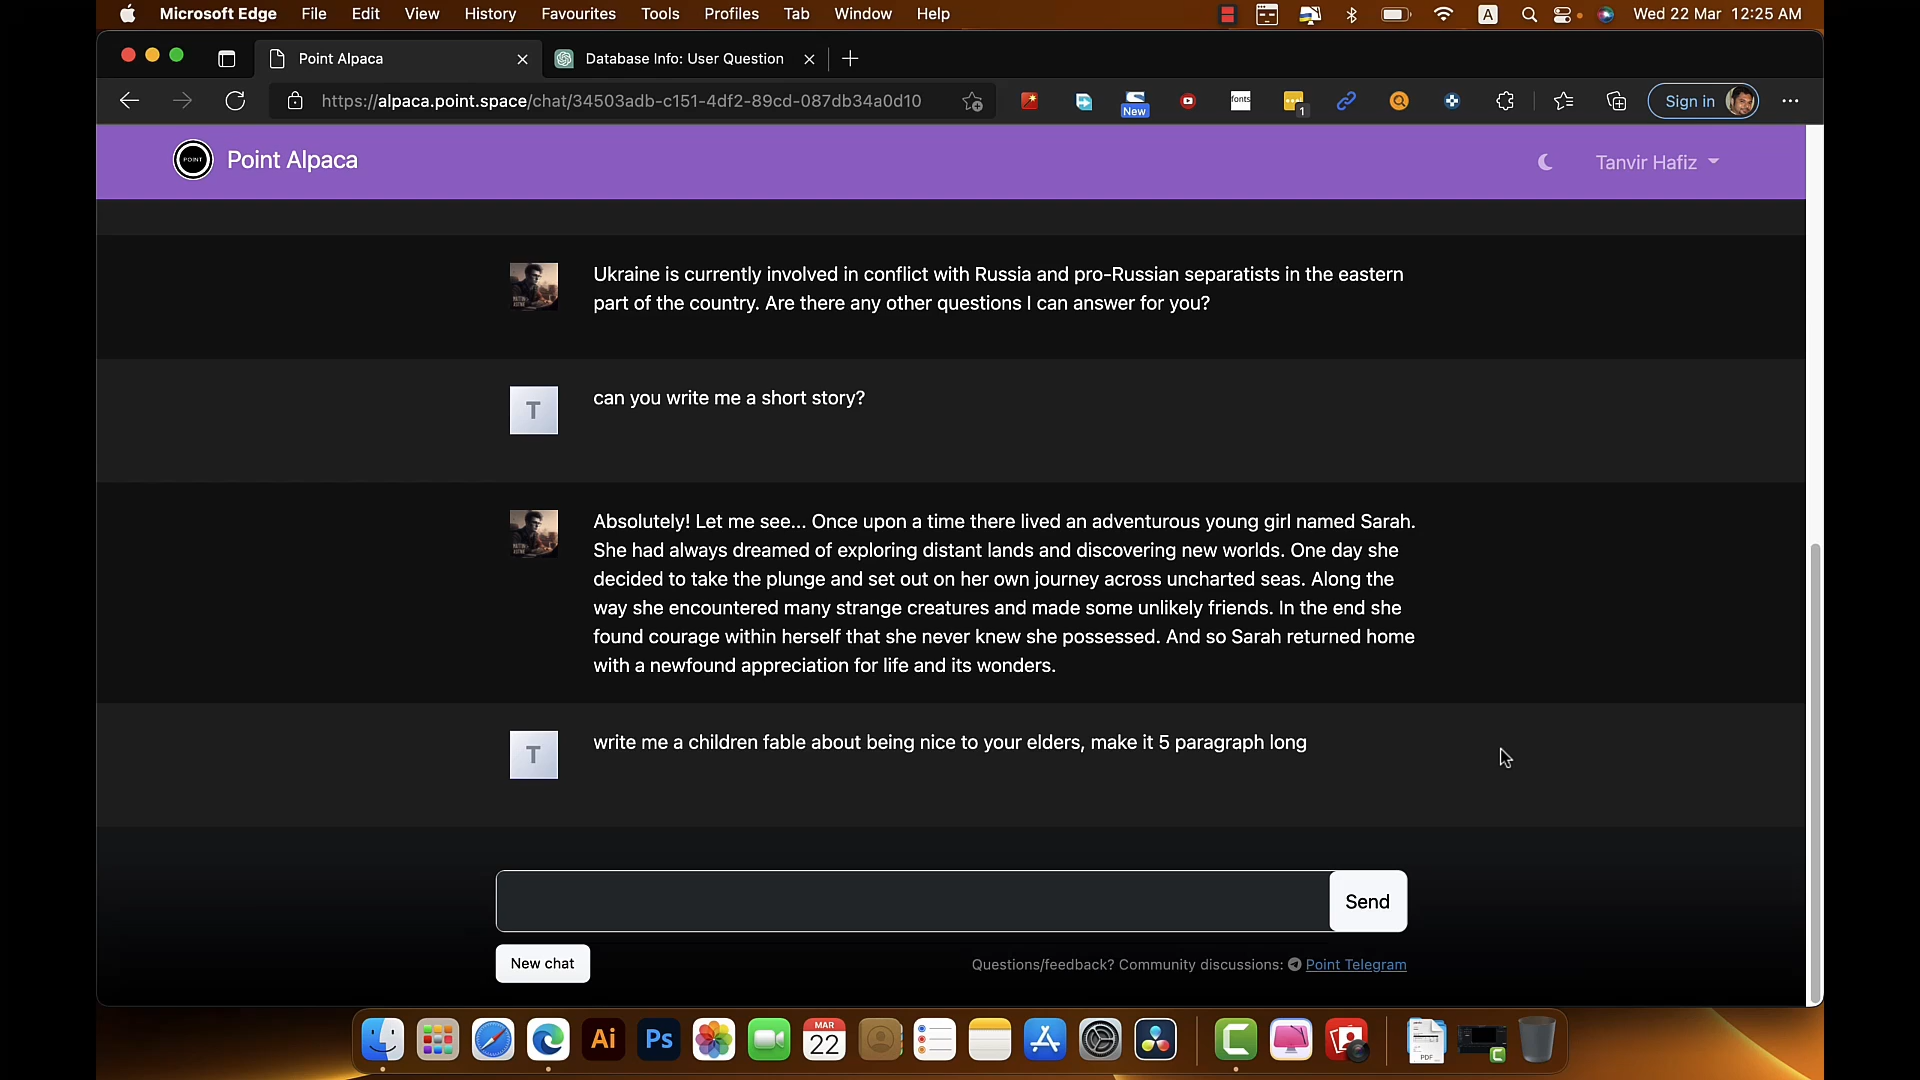 Microsoft Edge File Edit View History Favourites Tools Profiles Tab Window Help A Wed 22 Mar 12:25 AM
Point Alpaca Database Info: User Question
https://alpaca.point.space/chat/34503adb-c151-4df2-89cd-087db34a0d10 New fonts 1 Sign in
POINT Point Alpaca Tanvir Hafiz
Ukraine is currently involved in conflict with Russia and pro-Russian separatists in the eastern
part of the country. Are there any other questions I can answer for you?
T can you write me a short story?
Absolutely! Let me see... Once upon a time there lived an adventurous young girl named Sarah.
She had always dreamed of exploring distant lands and discovering new worlds. One day she
decided to take the plunge and set out on her own journey across uncharted seas. Along the
way she encountered many strange creatures and made some unlikely friends. In the end she
found courage within herself that she never knew she possessed. And so Sarah returned home
with a newfound appreciation for life and its wonders.
T write me a children fable about being nice to your elders, make it 5 paragraph long
Send
New chat Questions/feedback? Community discussions: Point Telegram
Ai Ps MAR 22 PDF